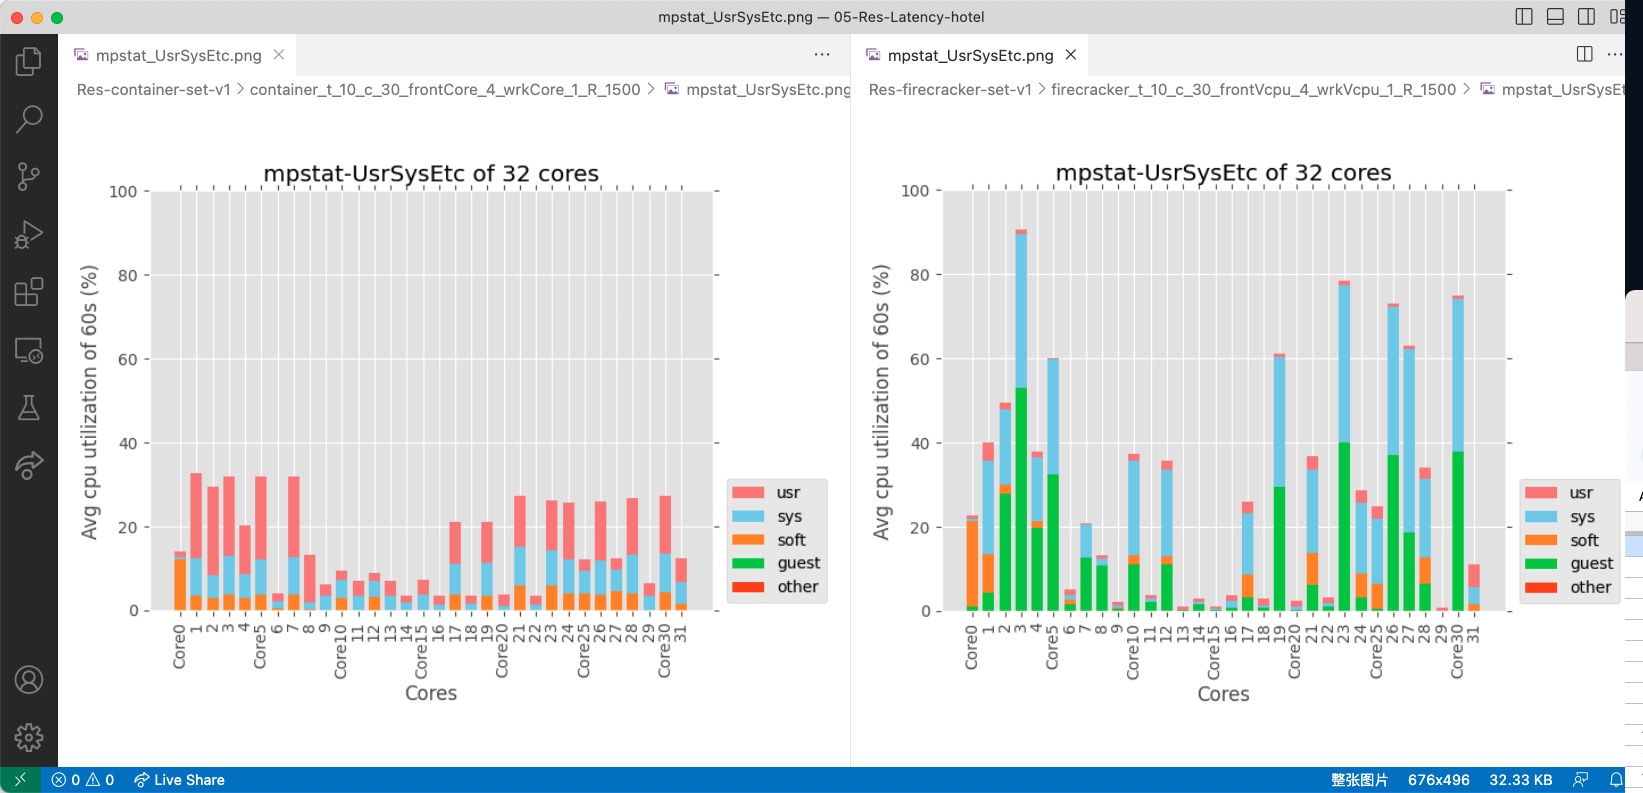 mpstat_UsrSysEtc.png — 05-Res-Latency-hotel
mpstat_UsrSysEtc.png
Res-container-set-v1 > container_t_10_c_30_frontCore_4_wrkCore_1_R_1500 > mpstat_UsrSysEtc.png
mpstat-UsrSysEtc of 32 cores
Avg cpu utilization of 60s (%)
100
80
60
40
20
0
Core0 1 2 3 4 Core5 6 7 8 9 Core10 11 12 13 14 Core15 16 17 18 19 Core20 21 22 23 24 Core25 26 27 28 29 Core30 31
Cores
usr
sys
soft
guest
other
mpstat_UsrSysEtc.png
Res-firecracker-set-v1 > firecracker_t_10_c_30_frontVcpu_4_wrkVcpu_1_R_1500 > mpstat_UsrSysEt
mpstat-UsrSysEtc of 32 cores
Avg cpu utilization of 60s (%)
100
80
60
40
20
0
Core0 1 2 3 4 Core5 6 7 8 9 Core10 11 12 13 14 Core15 16 17 18 19 Core20 21 22 23 24 Core25 26 27 28 29 Core30 31
Cores
usr
sys
soft
guest
other
0 0 Live Share 整张图片 676x496 32.33 KB